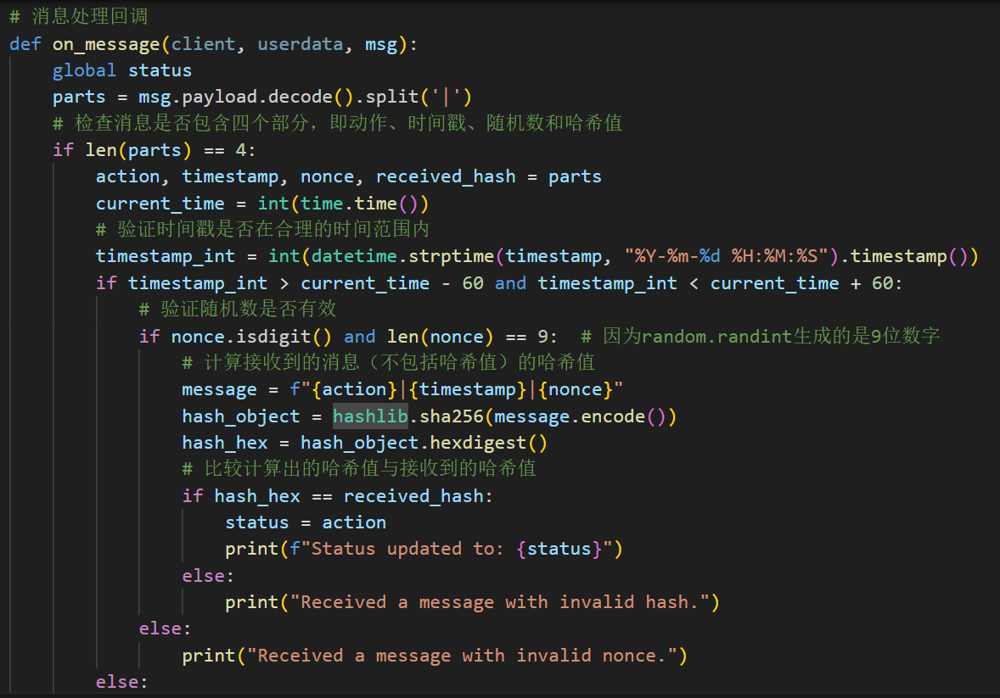 # 消息处理回调
def on_message(client, userdata, msg):
    global status
    parts = msg.payload.decode().split('|')
    # 检查消息是否包含四个部分，即动作、时间戳、随机数和哈希值
    if len(parts) == 4:
        action, timestamp, nonce, received_hash = parts
        current_time = int(time.time())
        # 验证时间戳是否在合理的时间范围内
        timestamp_int = int(datetime.strptime(timestamp, "%Y-%m-%d %H:%M:%S").timestamp())
        if timestamp_int > current_time - 60 and timestamp_int < current_time + 60:
            # 验证随机数是否有效
            if nonce.isdigit() and len(nonce) == 9:  # 因为random.randint生成的是9位数字
                # 计算接收到的消息（不包括哈希值）的哈希值
                message = f"{action}|{timestamp}|{nonce}"
                hash_object = hashlib.sha256(message.encode())
                hash_hex = hash_object.hexdigest()
                # 比较计算出的哈希值与接收到的哈希值
                if hash_hex == received_hash:
                    status = action
                    print(f"Status updated to: {status}")
                else:
                    print("Received a message with invalid hash.")
            else:
                print("Received a message with invalid nonce.")
        else: